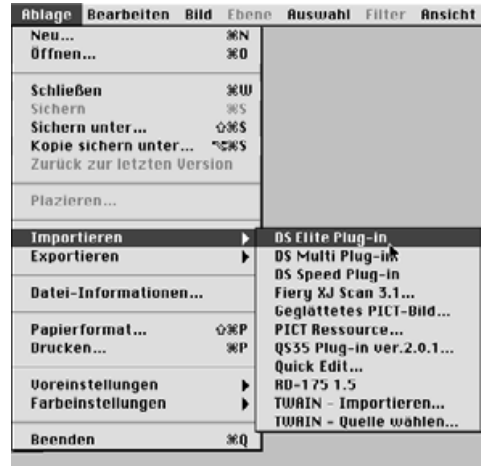 Ablage Bearbeiten Bild Ebene Auswahl Filter Ansicht
Neu... ⌘N
Öffnen... ⌘O
Schließen ⌘W
Sichern ⌘S
Sichern unter... ⇧⌘S
Kopie sichern unter... ⌥⌘S
Zurück zur letzten Version
Plazieren...
Importieren
Exportieren
Datei-Informationen...
Papierformat... ⇧⌘P
Drucken... ⌘P
Voreinstellungen
Farbeinstellungen
Beenden ⌘Q
DS Elite Plug-in
DS Multi Plug-in
DS Speed Plug-in
Fiery XJ Scan 3.1...
Geglättetes PICT-Bild...
PICT Ressource...
QS35 Plug-in ver.2.0.1...
Quick Edit...
RD-175 1.5
TWAIN - Importieren...
TWAIN - Quelle wählen...